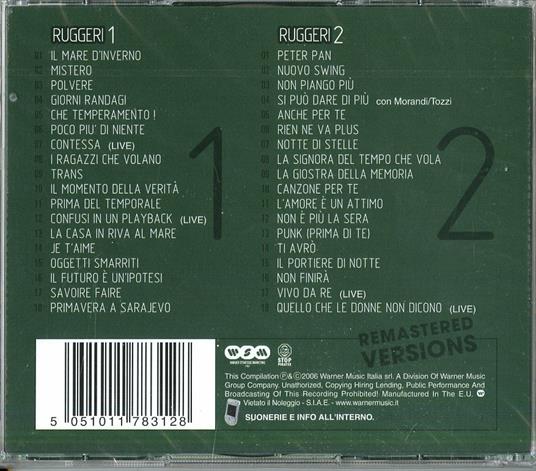 RUGGERI 1
01 IL MARE D'INVERNO
02 MISTERO
03 POLVERE
04 GIORNI RANDAGI
05 CHE TEMPERAMENTO !
06 POCO PIU' DI NIENTE
07 CONTESSA (LIVE)
08 I RAGAZZI CHE VOLANO
09 TRANS
10 IL MOMENTO DELLA VERITÀ
11 PRIMA DEL TEMPORALE
12 CONFUSI IN UN PLAYBACK (LIVE)
13 LA CASA IN RIVA AL MARE
14 JE T'AIME
15 OGGETTI SMARRITI
16 IL FUTURO È UN'IPOTESI
17 SAVOIRE FAIRE
18 PRIMAVERA A SARAJEVO
1
RUGGERI 2
01 PETER PAN
02 NUOVO SWING
03 NON PIANGO PIÙ
04 SI PUÒ DARE DI PIÙ con Morandi/Tozzi
05 ANCHE PER TE
06 RIEN NE VA PLUS
07 NOTTE DI STELLE
08 LA SIGNORA DEL TEMPO CHE VOLA
09 LA GIOSTRA DELLA MEMORIA
10 CANZONE PER TE
11 L'AMORE È UN ATTIMO
12 NON È PIÙ LA SERA
13 PUNK (PRIMA DI TE)
14 TI AVRÒ
15 IL PORTIERE DI NOTTE
16 NON FINIRÀ
17 VIVO DA RE (LIVE)
18 QUELLO CHE LE DONNE NON DICONO (LIVE)
2
REMASTERED
VERSIONS
WSM
STOP
PIRATES
This Compilation ℗&©2006 Warner Music Italia srl. A Division Of Warner Music
Group Company. Unathorized, Copying Hiring Lending, Public Performance And
Broadcasting Of This Recording Prohibited! Manufactured In The E.U.
Vietato il Noleggio - S.I.A.E. - www.warnermusic.it
SUONERIE E INFO ALL'INTERNO.
5 051011 783128